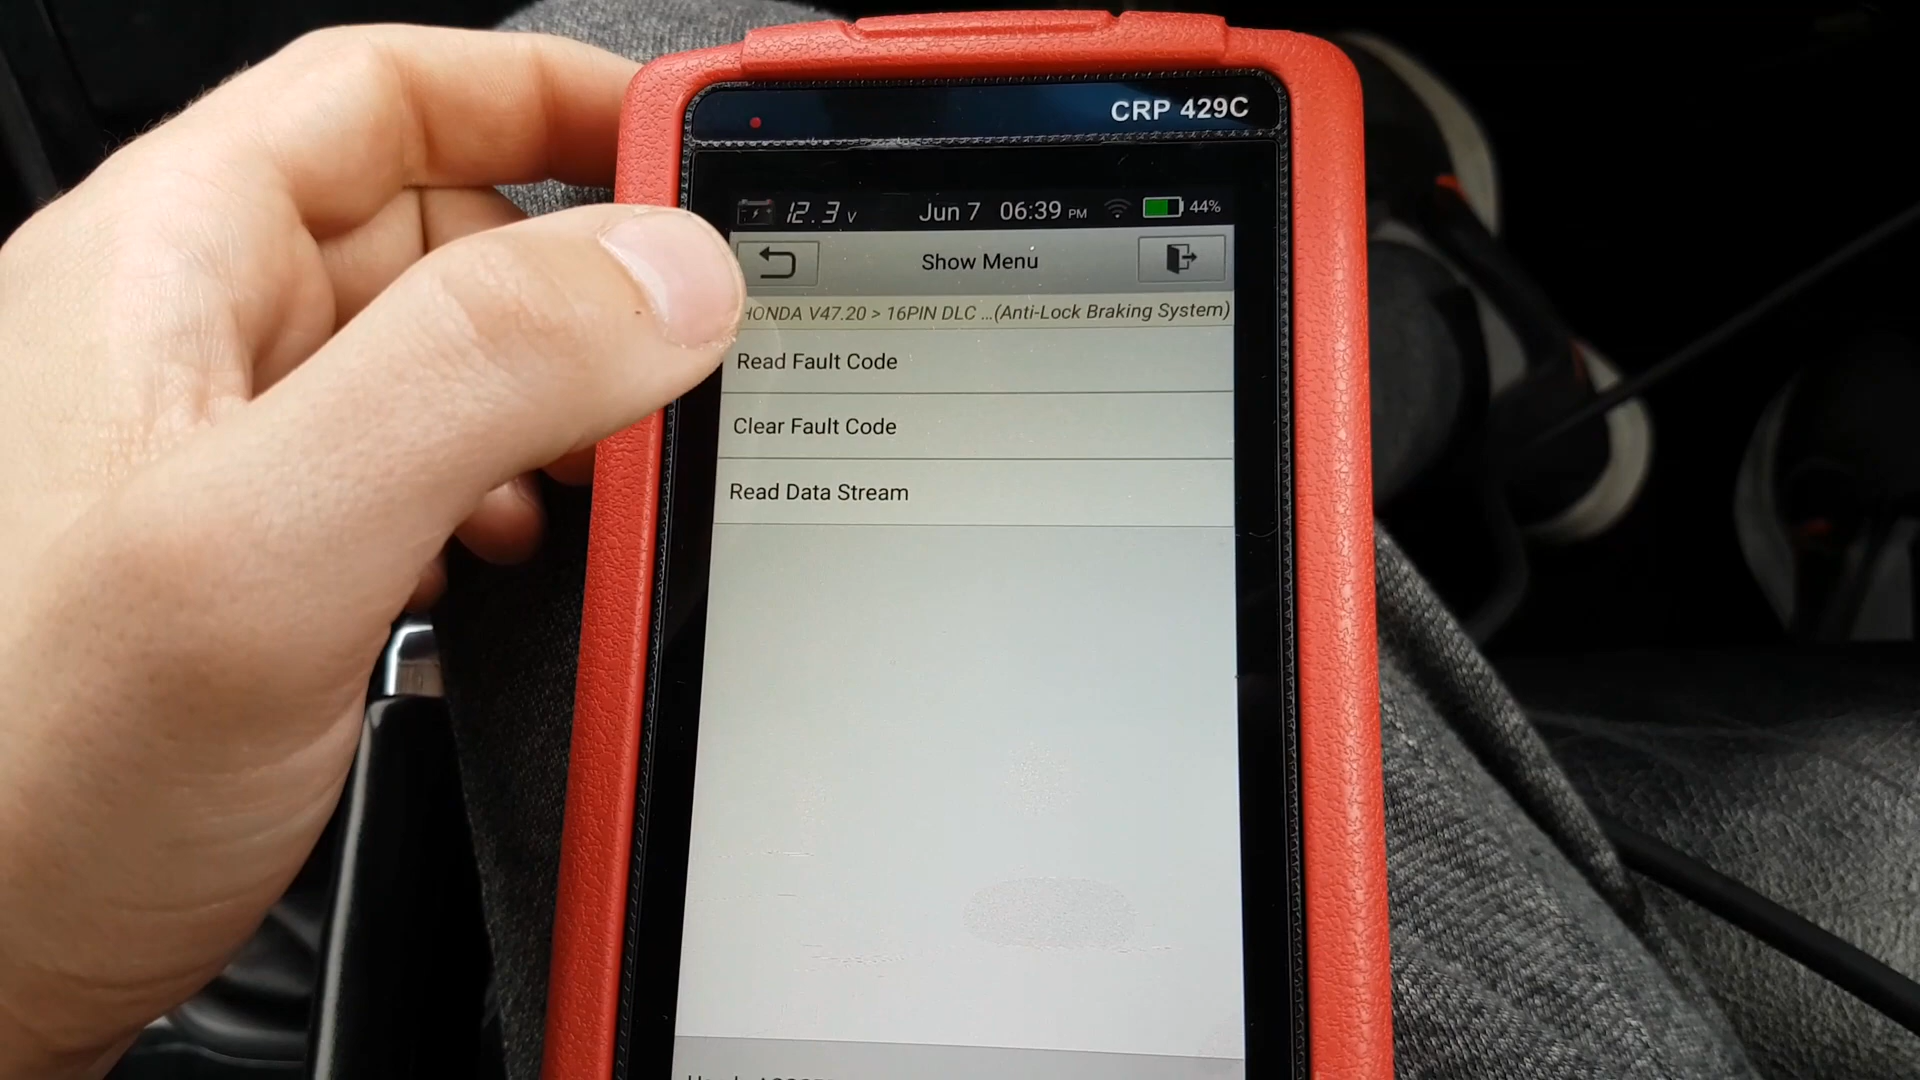 CRP 429C
12.3 V Jun 7 06:39 PM 44%
Show Menu
HONDA V47.20 > 16PIN DLC ...(Anti-Lock Braking System)
Read Fault Code
Clear Fault Code
Read Data Stream